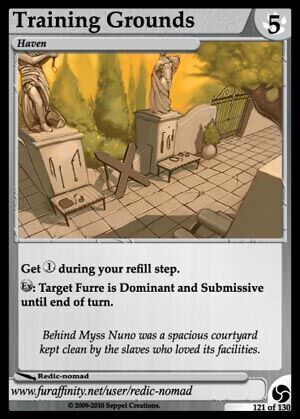 Training Grounds
5
Haven
Get 1 during your refill step.
Ex: Target Furre is Dominant and Submissive
until end of turn.
Behind Myss Nuno was a spacious courtyard
kept clean by the slaves who loved its facilities.
Redic-nomad
www.furaffinity.net/user/redic-nomad
© 2009-2010 Seppel Creations.
121 of 130